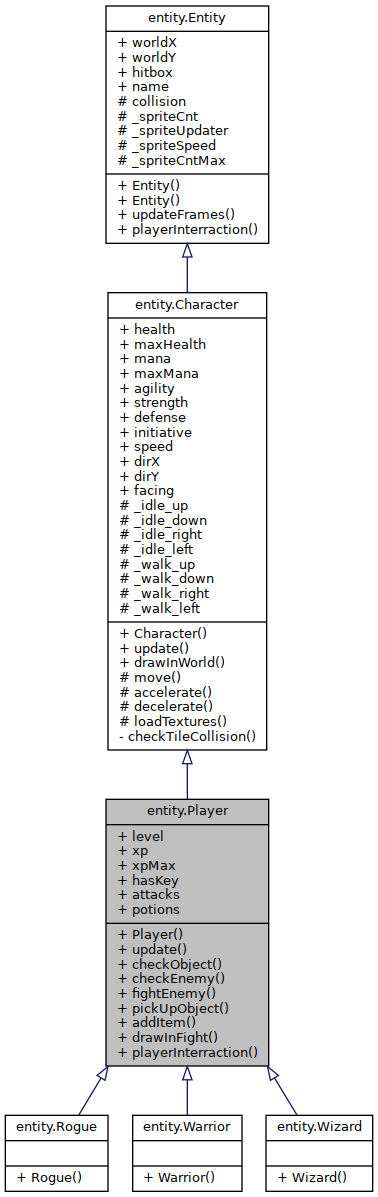 entity.Entity
+ worldX
+ worldY
+ hitbox
+ name
# collision
# _spriteCnt
# _spriteUpdater
# _spriteSpeed
# _spriteCntMax
+ Entity()
+ Entity()
+ updateFrames()
+ playerInterraction()
entity.Character
+ health
+ maxHealth
+ mana
+ maxMana
+ agility
+ strength
+ defense
+ initiative
+ speed
+ dirX
+ dirY
+ facing
# _idle_up
# _idle_down
# _idle_right
# _idle_left
# _walk_up
# _walk_down
# _walk_right
# _walk_left
+ Character()
+ update()
+ drawInWorld()
# move()
# accelerate()
# decelerate()
# loadTextures()
- checkTileCollision()
entity.Player
+ level
+ xp
+ xpMax
+ hasKey
+ attacks
+ potions
+ Player()
+ update()
+ checkObject()
+ checkEnemy()
+ fightEnemy()
+ pickUpObject()
+ addItem()
+ drawInFight()
+ playerInterraction()
entity.Rogue
+ Rogue()
entity.Warrior
+ Warrior()
entity.Wizard
+ Wizard()